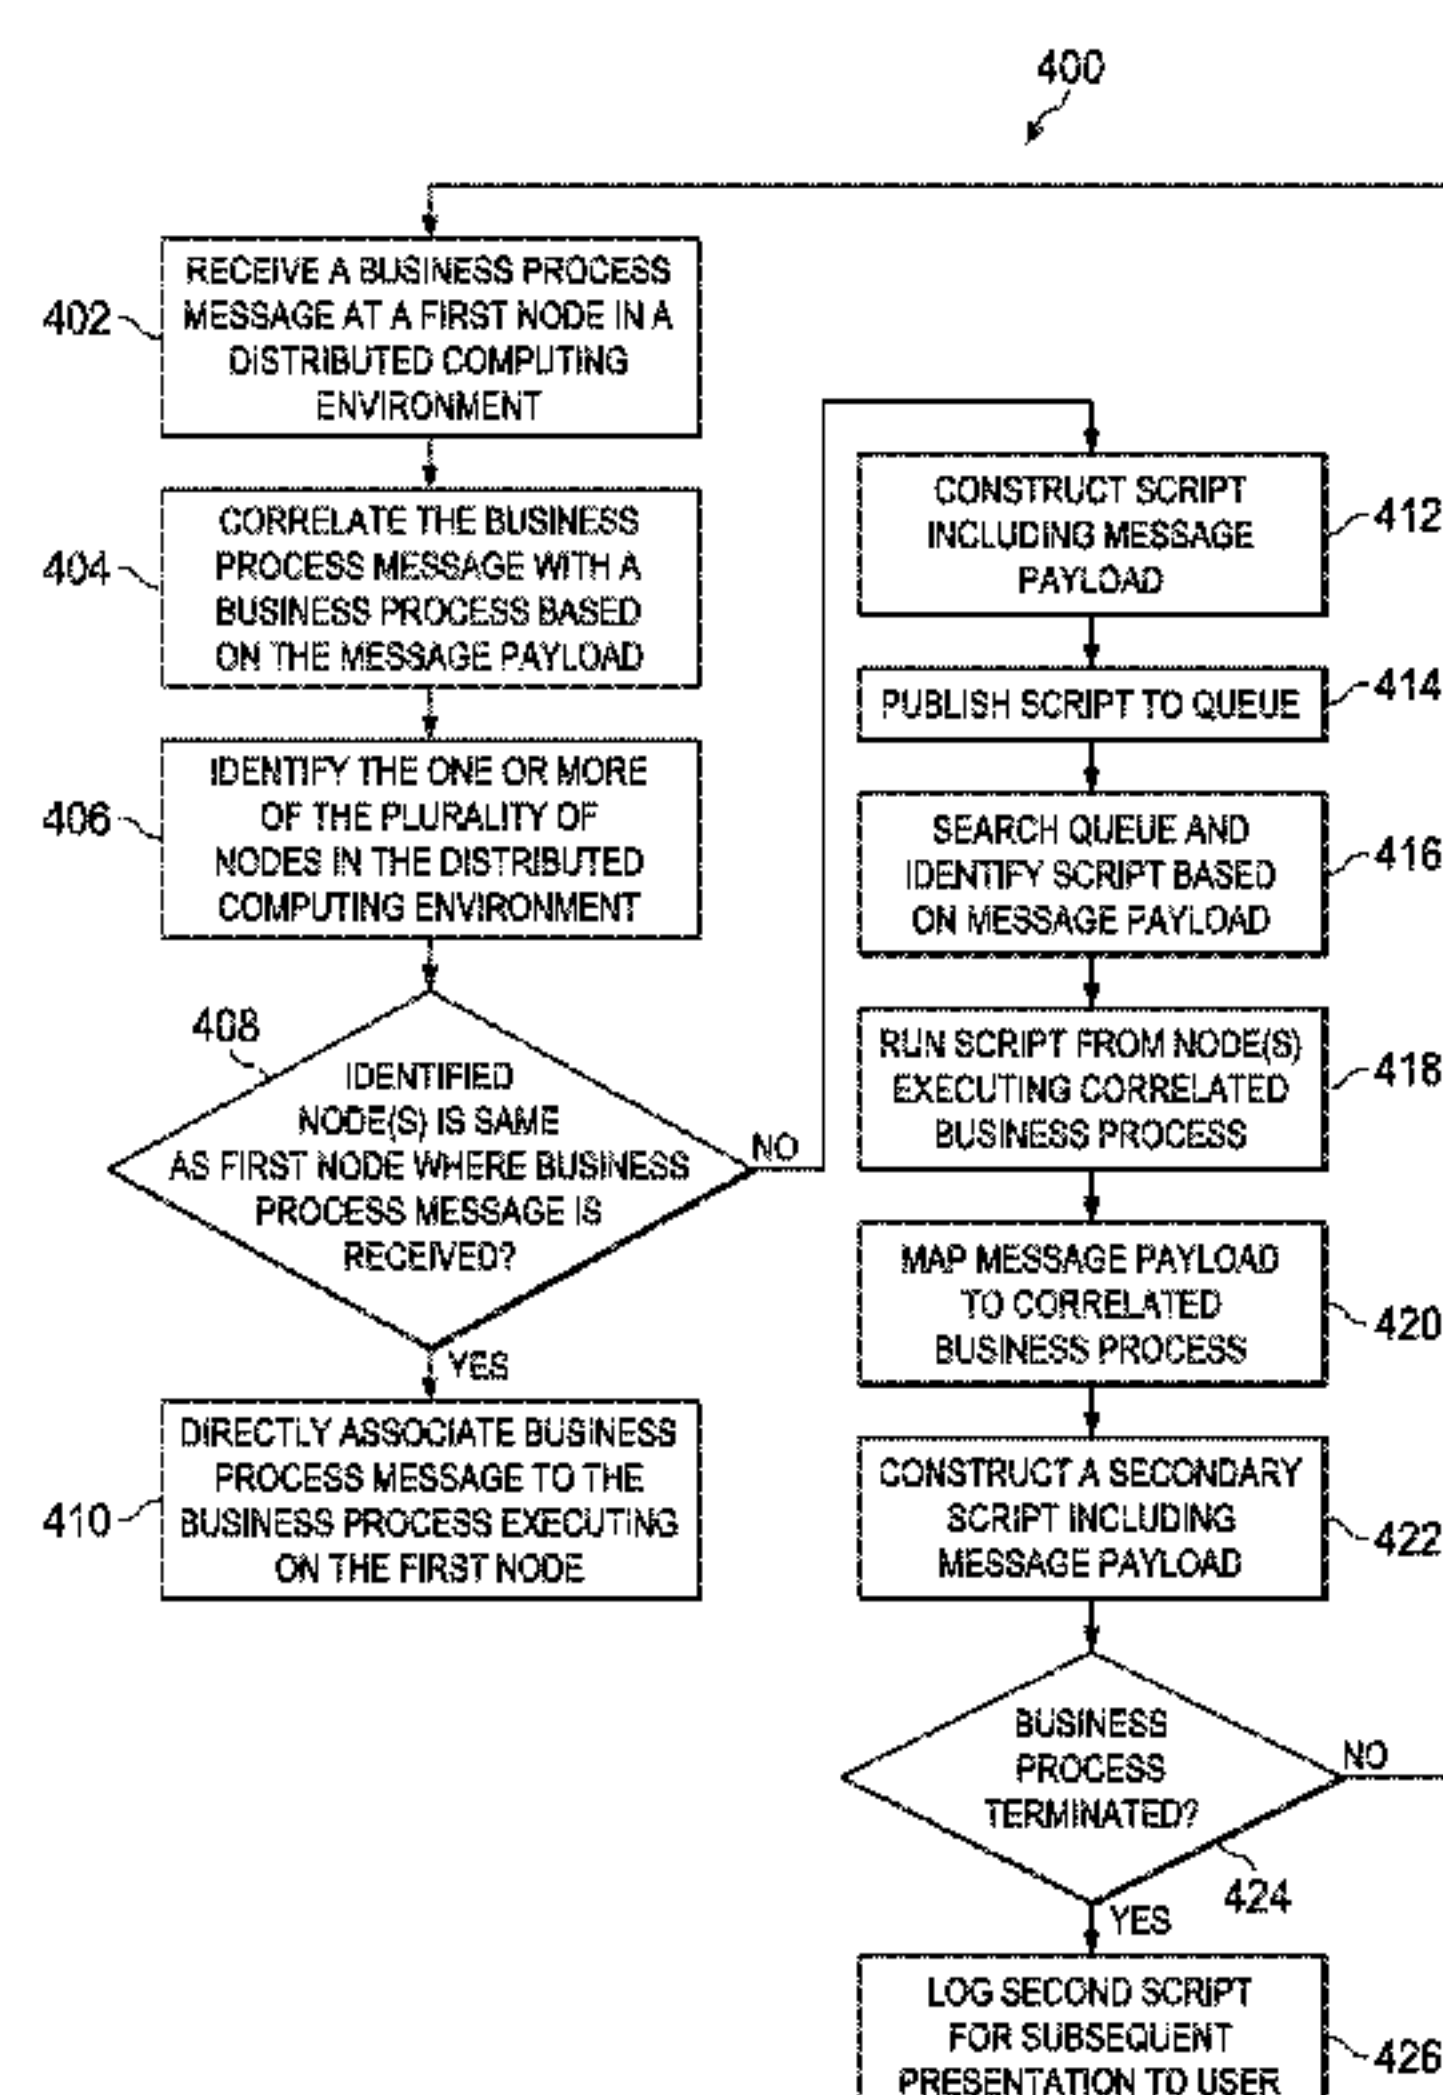 400
402
RECEIVE A BUSINESS PROCESS
MESSAGE AT A FIRST NODE IN A
DISTRIBUTED COMPUTING
ENVIRONMENT
404
CORRELATE THE BUSINESS
PROCESS MESSAGE WITH A
BUSINESS PROCESS BASED
ON THE MESSAGE PAYLOAD
406
IDENTIFY THE ONE OR MORE
OF THE PLURALITY OF
NODES IN THE DISTRIBUTED
COMPUTING ENVIRONMENT
408
IDENTIFIED
NODE(S) IS SAME
AS FIRST NODE WHERE BUSINESS
PROCESS MESSAGE IS
RECEIVED?
NO
YES
410
DIRECTLY ASSOCIATE BUSINESS
PROCESS MESSAGE TO THE
BUSINESS PROCESS EXECUTING
ON THE FIRST NODE
CONSTRUCT SCRIPT
INCLUDING MESSAGE
PAYLOAD
412
PUBLISH SCRIPT TO QUEUE
414
SEARCH QUEUE AND
IDENTIFY SCRIPT BASED
ON MESSAGE PAYLOAD
416
RUN SCRIPT FROM NODE(S)
EXECUTING CORRELATED
BUSINESS PROCESS
418
MAP MESSAGE PAYLOAD
TO CORRELATED
BUSINESS PROCESS
420
CONSTRUCT A SECONDARY
SCRIPT INCLUDING
MESSAGE PAYLOAD
422
BUSINESS
PROCESS
TERMINATED?
NO
424
YES
LOG SECOND SCRIPT
FOR SUBSEQUENT
PRESENTATION TO USER
426